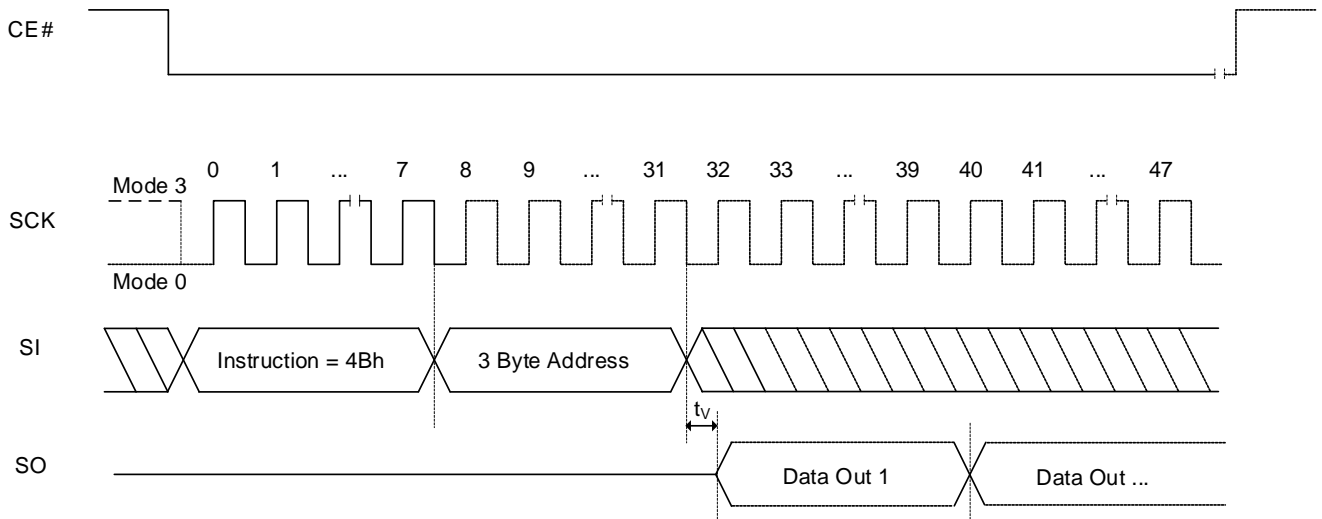 CE#
0 1 ... 7 8 9 ... 31 32 33 ... 39 40 41 ... 47
Mode 3
SCK
Mode 0
SI
Instruction = 4Bh
3 Byte Address
tV
SO
Data Out 1
Data Out ...